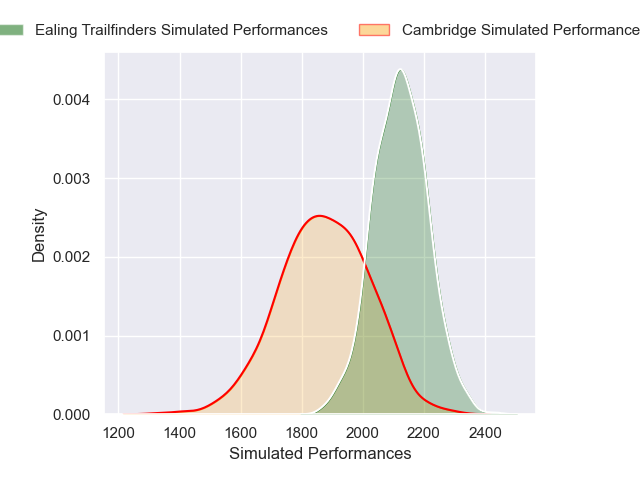 Ealing Trailfinders Simulated Performances
Cambridge Simulated Performance
0.004
0.003
0.002
0.001
0.000
Density
1200 1400 1600 1800 2000 2200 2400
Simulated Performances